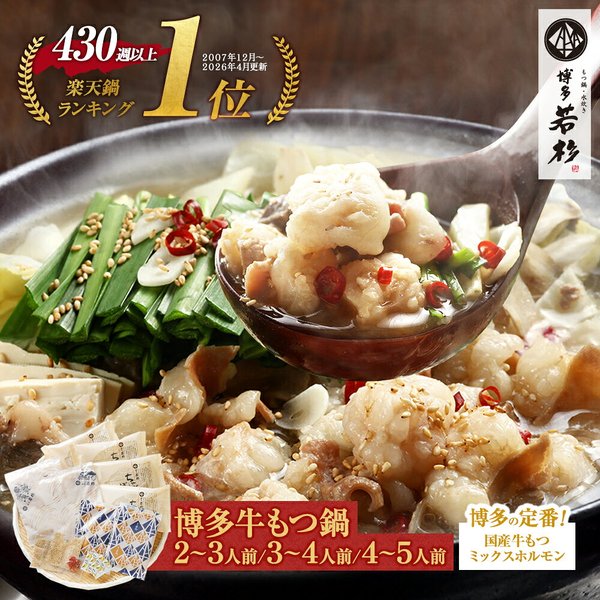 430週以上
楽天鍋
ランキング
1位
2007年12月〜
2026年4月更新
もつ鍋・水炊き
博多若杉
博多牛もつ鍋
2〜3人前/3〜4人前/4〜5人前
博多の定番!
国産牛もつ
ミックスホルモン